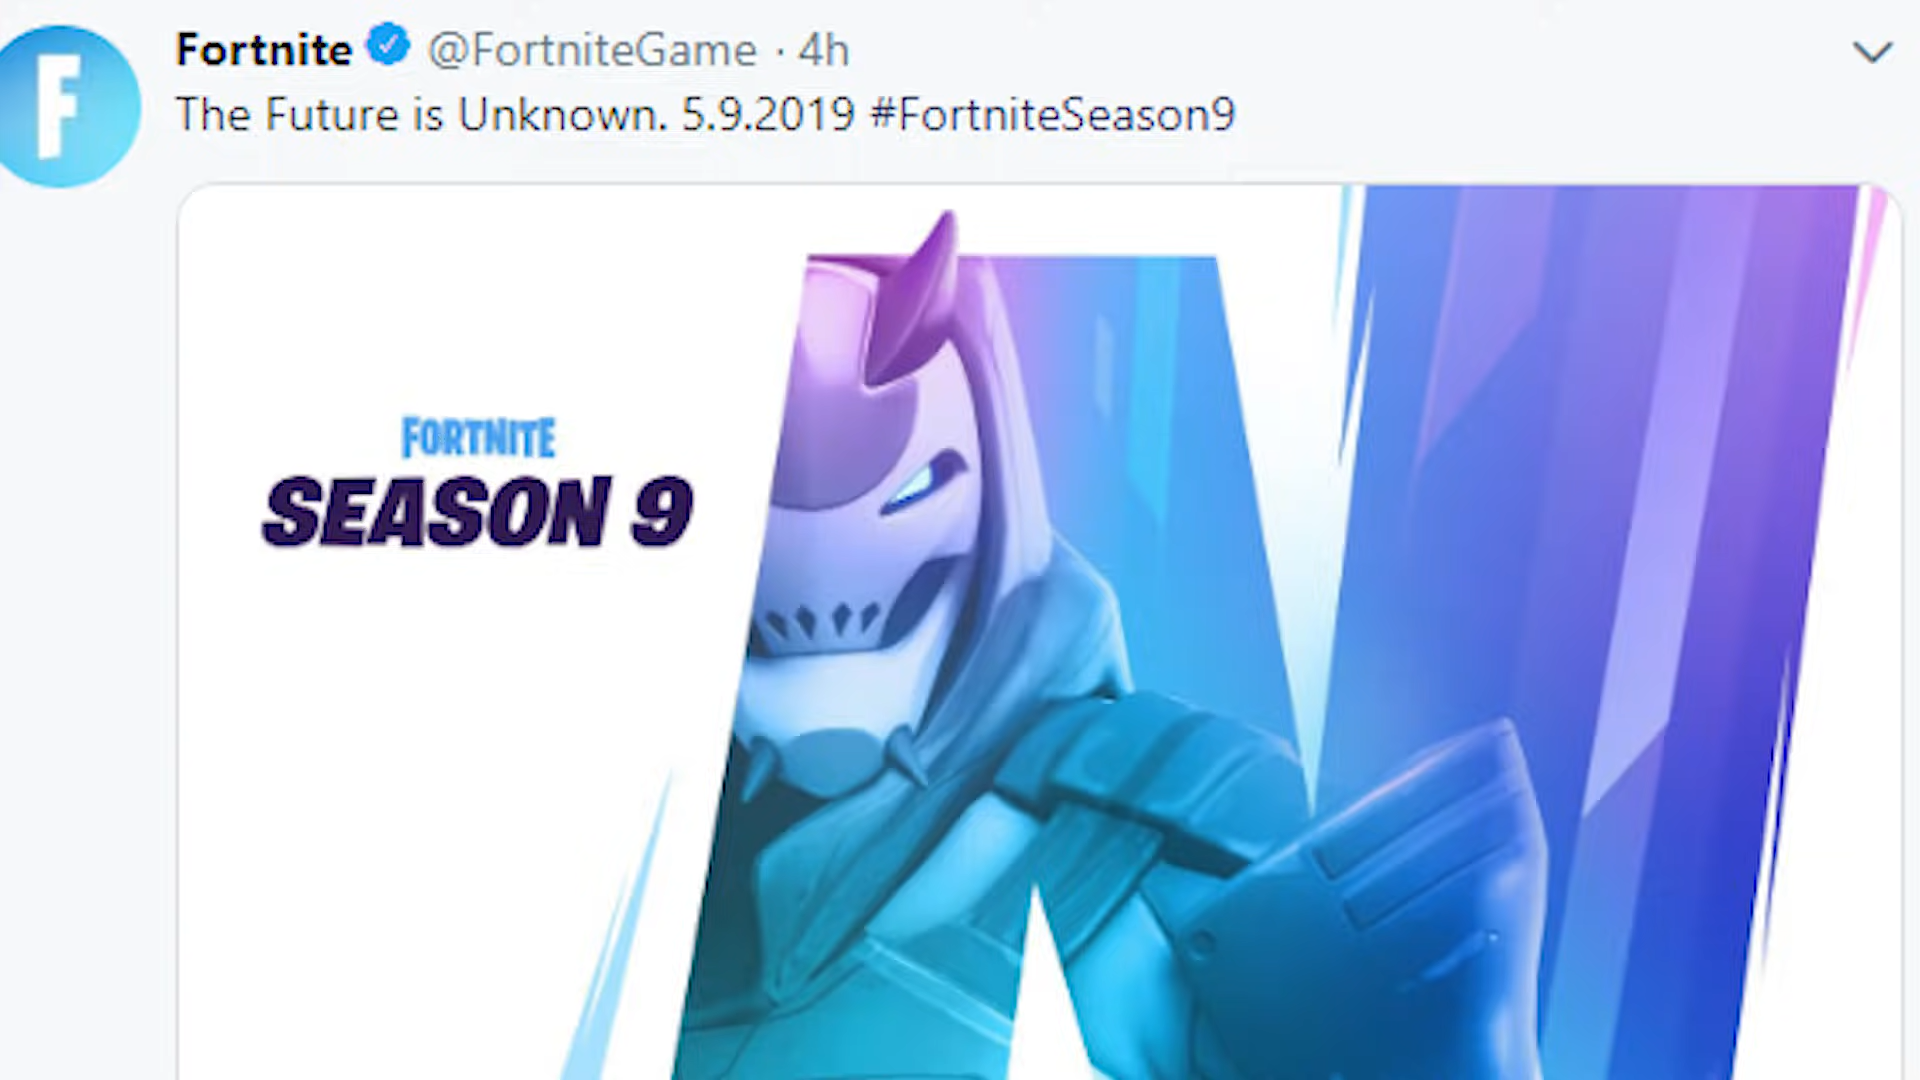 Fortnite @FortniteGame · 4h
The Future is Unknown. 5.9.2019 #FortniteSeason9
F
FORTNITE
SEASON 9
N